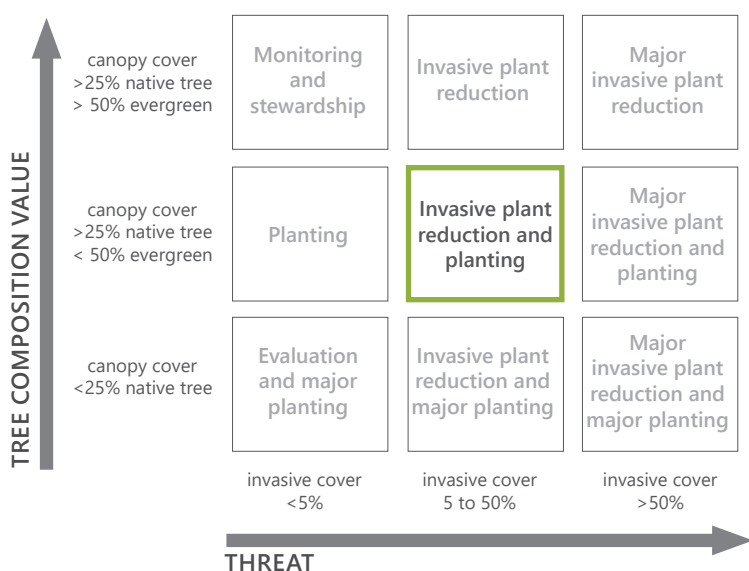 canopy cover
>25% native tree
> 50% evergreen
Monitoring
and
stewardship
Invasive plant
reduction
Major
invasive plant
reduction
canopy cover
>25% native tree
< 50% evergreen
Planting
Invasive plant
reduction and
planting
Major
invasive plant
reduction and
planting
canopy cover
<25% native tree
Evaluation
and major
planting
Invasive plant
reduction and
major planting
Major
invasive plant
reduction and
major planting
TREE COMPOSITION VALUE
invasive cover
<5%
invasive cover
5 to 50%
invasive cover
>50%
THREAT